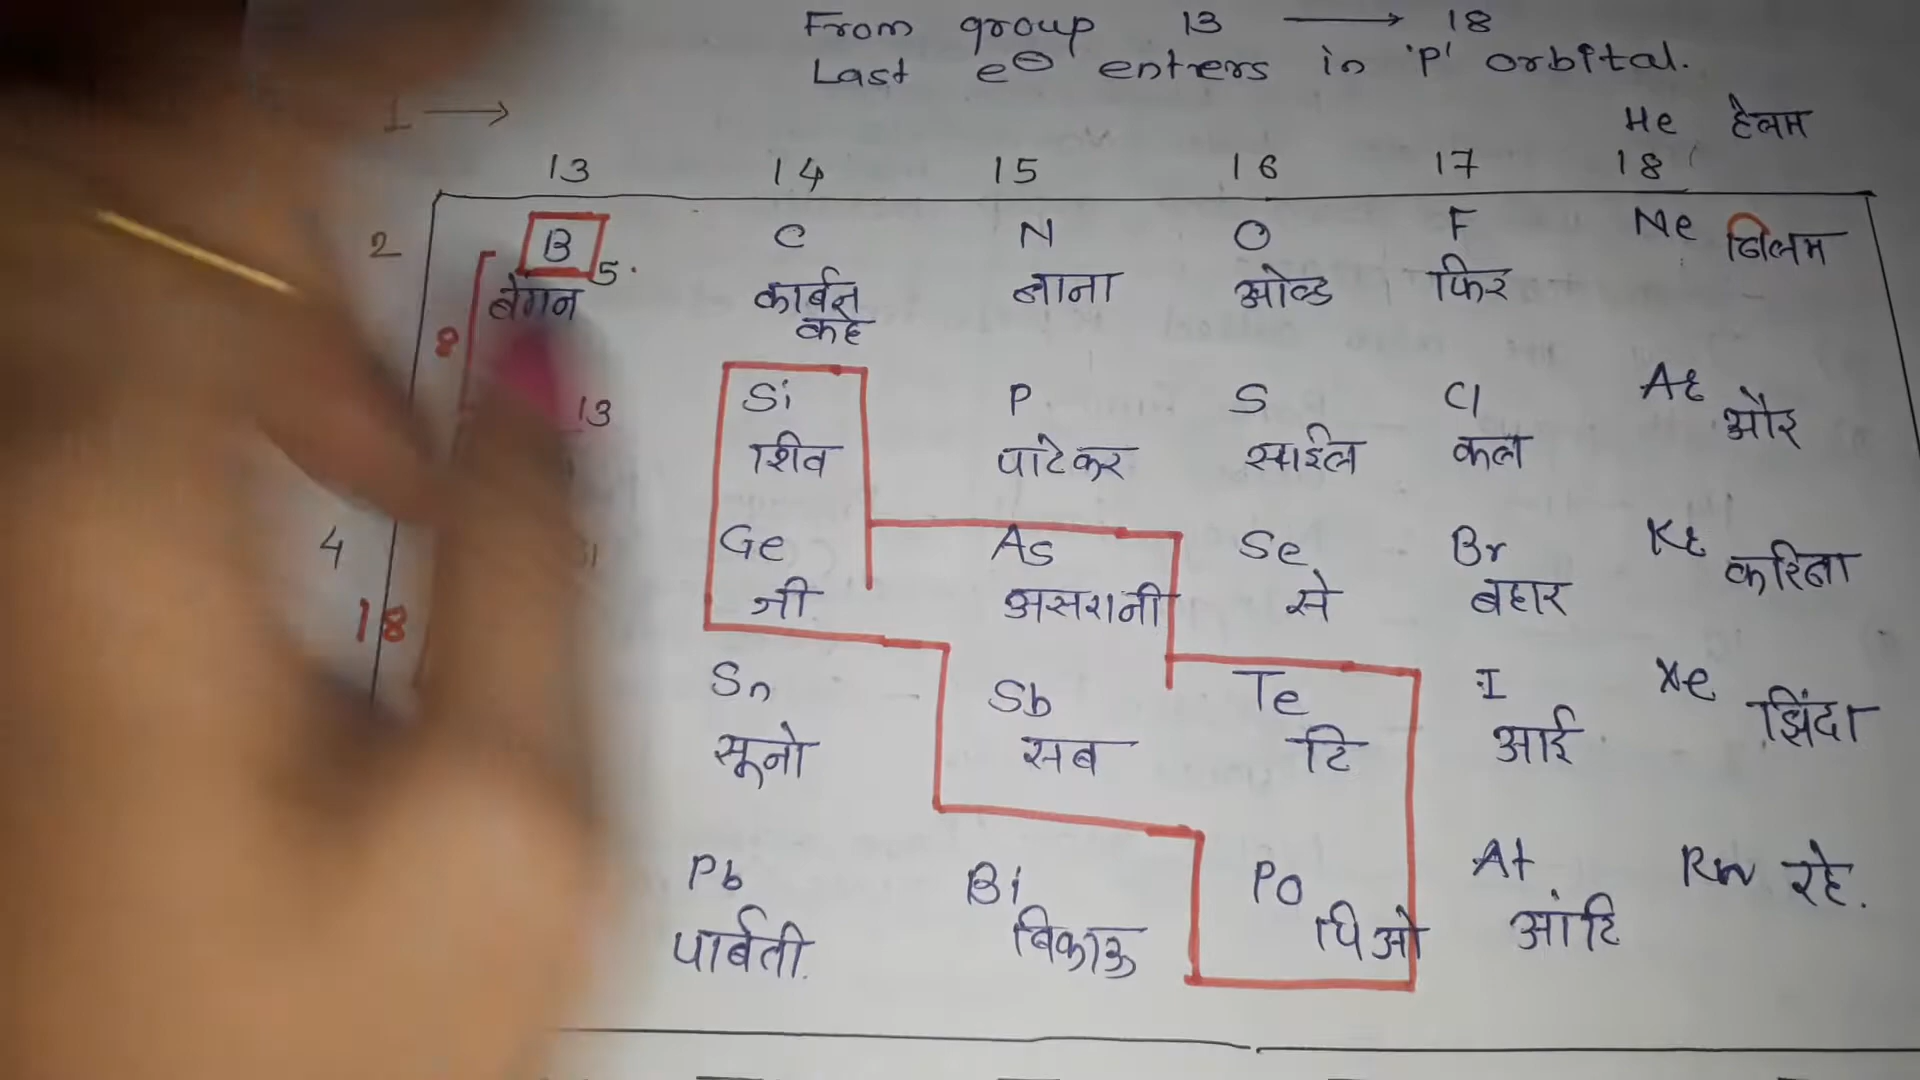 From group 13 → 18
Last e⊖ enters in 'P' orbital.
1 →
He हेलम
13 14 15 16 17 18
2 B 5. C N O F Ne निलम
बेगन कार्बन नाना ओल्ड फिर
कह
8
13 Si P S Cl Ar और
शिव पाटेकर स्टाईल कल
4 Ge As Se Br Kr करिना
जी असरानी से बहार
18
Sn Sb Te I Xe झिंदा
सूनो सब टि आई
Pb Bi Po At Rn रहे.
पार्बती. बिकाऊ पिओ आंटि